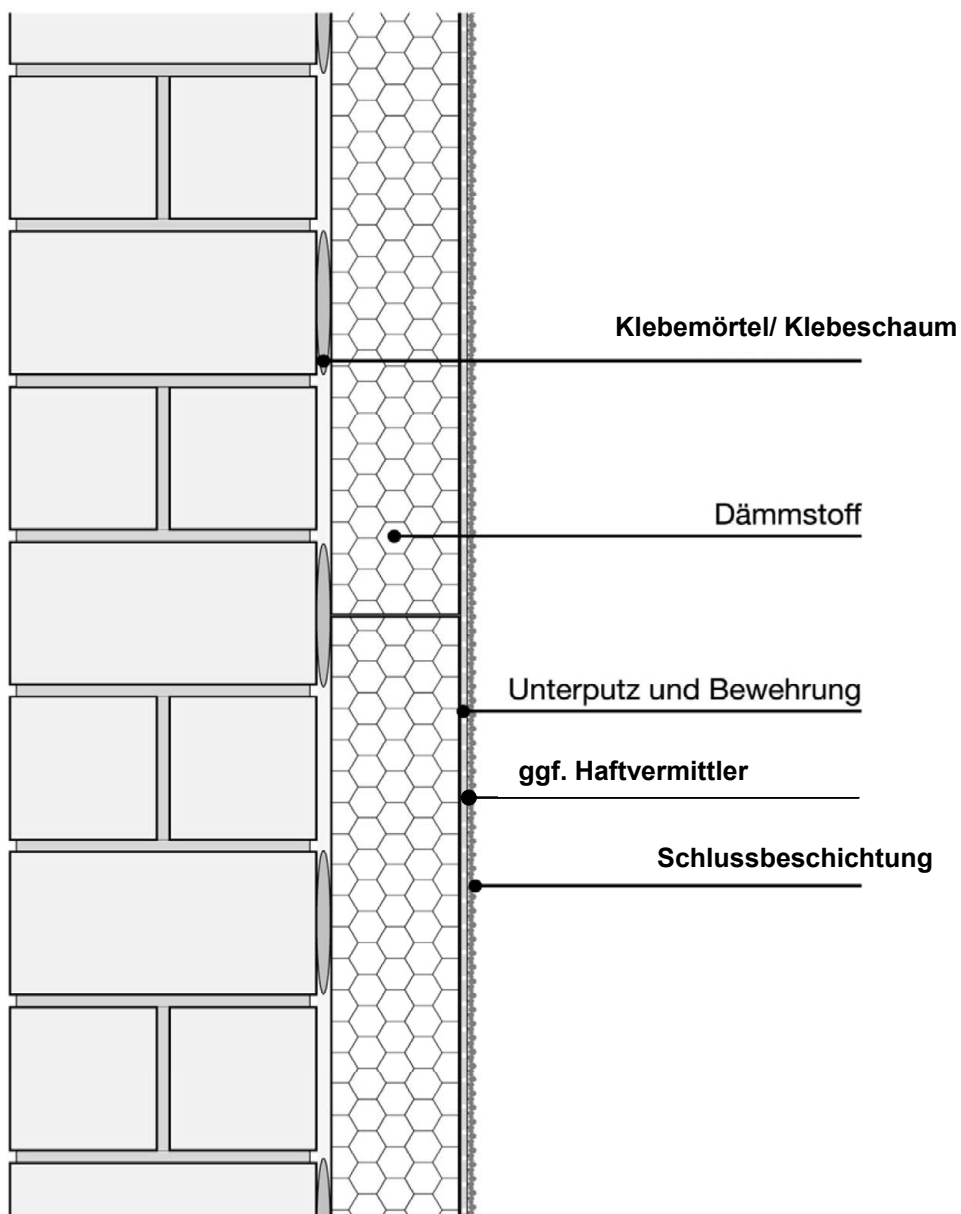 Klebemörtel/ Klebeschaum
Dämmstoff
Unterputz und Bewehrung
ggf. Haftvermittler
Schlussbeschichtung